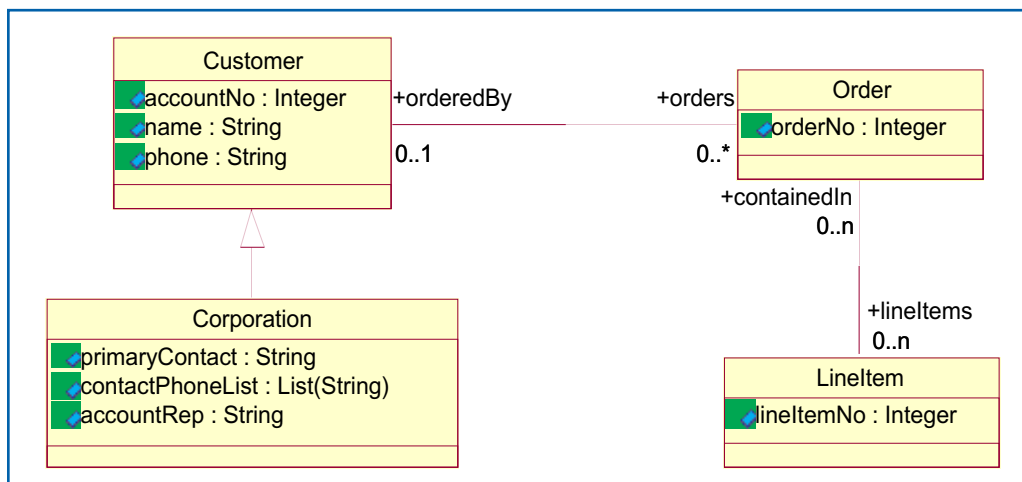 Customer
accountNo : Integer
name : String
phone : String
+orderedBy
0..1
+orders
0..*
Order
orderNo : Integer
+containedIn
0..n
+lineItems
0..n
LineItem
lineItemNo : Integer
Corporation
primaryContact : String
contactPhoneList : List(String)
accountRep : String